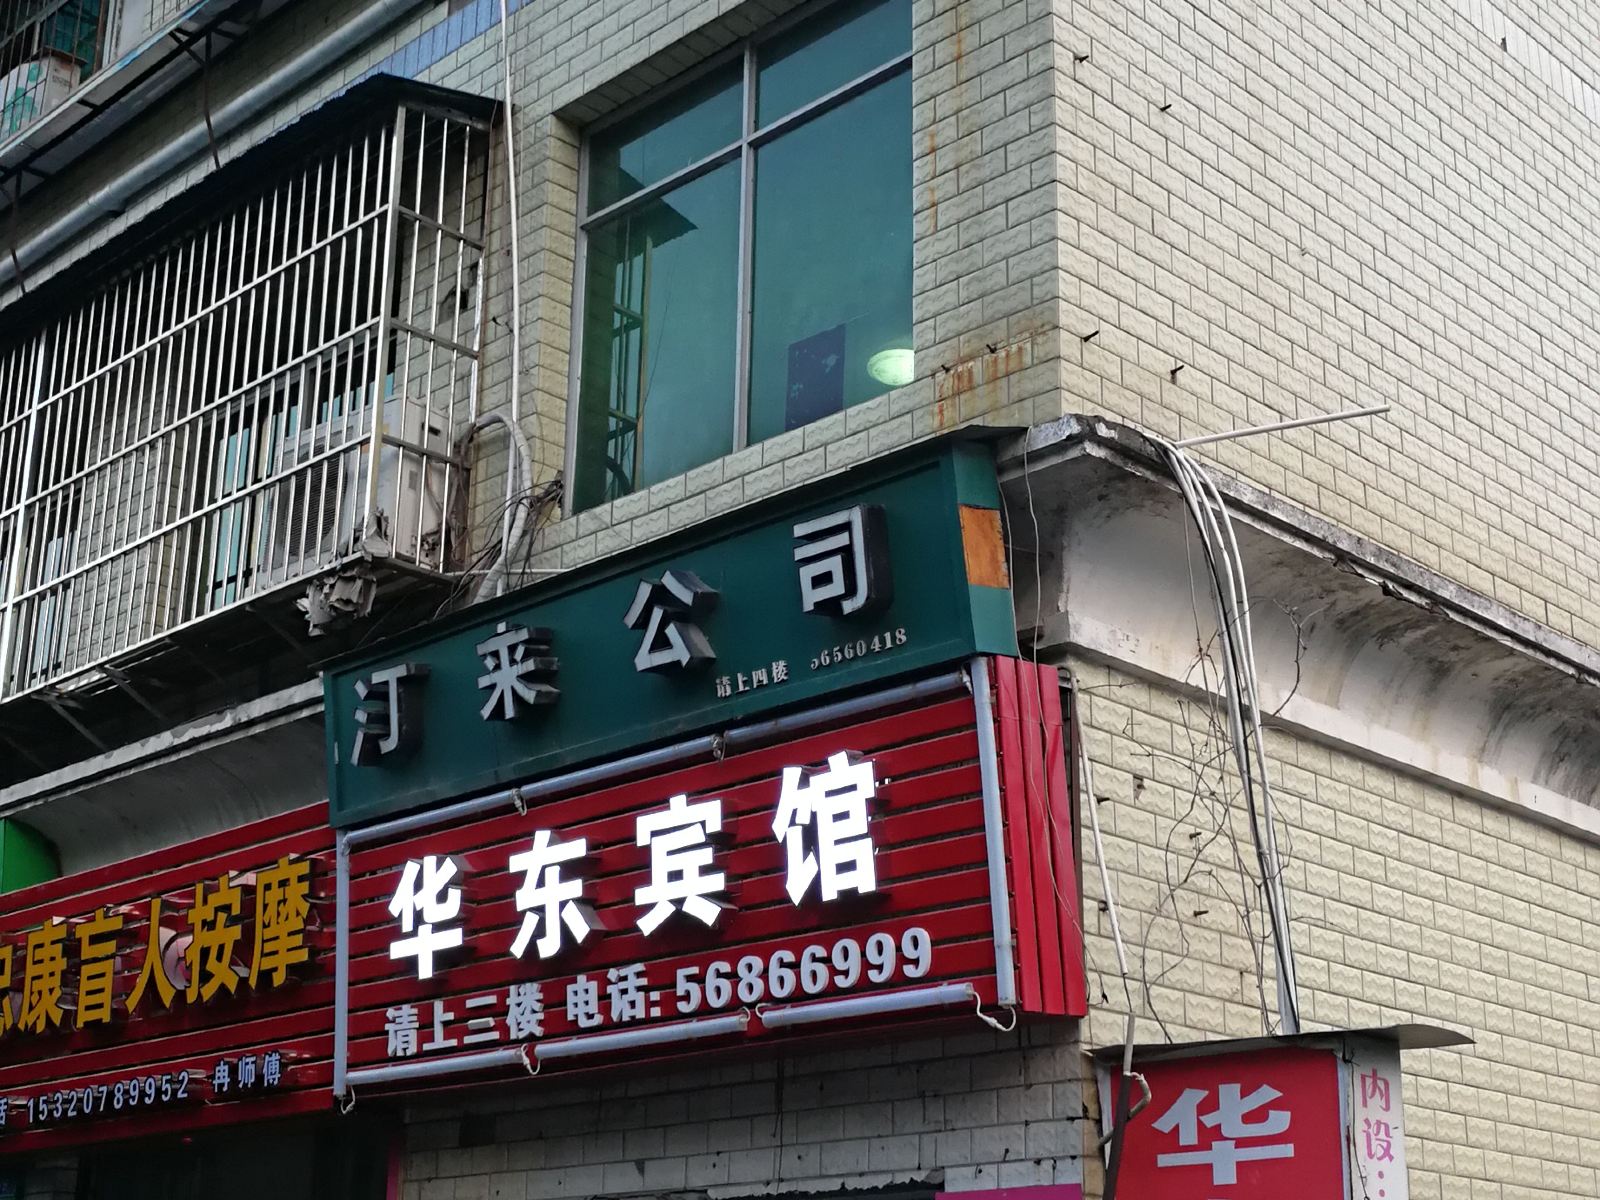 汀来公司
请上四楼 56560418
华东宾馆
请上三楼 电话:56866999
康盲人按摩
15320789952 冉师傅
华
内设: